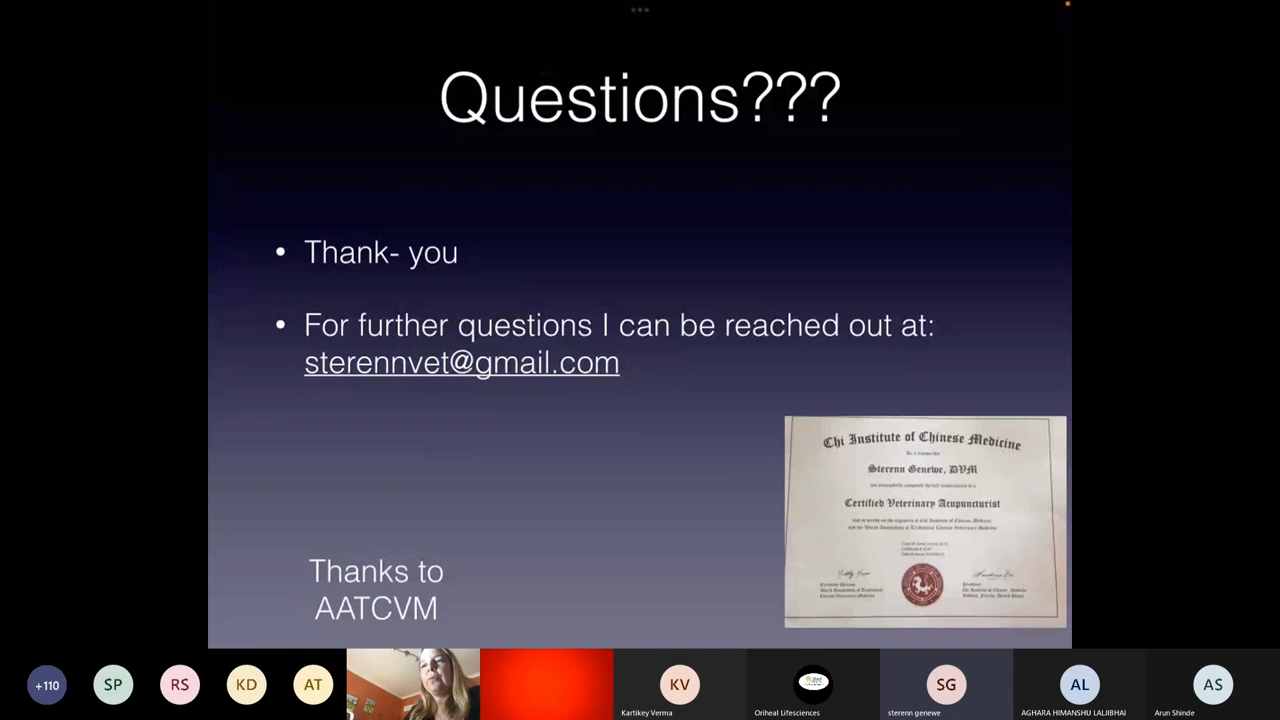 Questions???
• Thank- you
• For further questions I can be reached out at:
sterennvet@gmail.com
Chi Institute of Chinese Medicine
Sterenn Genewe, DVM
Certified Veterinary Acupuncturist
Thanks to
AATCVM
+110
SP
RS
KD
AT
KV
SG
AL
AS
Kartikey Verma
Oriheal Lifesciences
sterenn genewe
AGHARA HIMANSHU LALJIBHAI
Arun Shinde